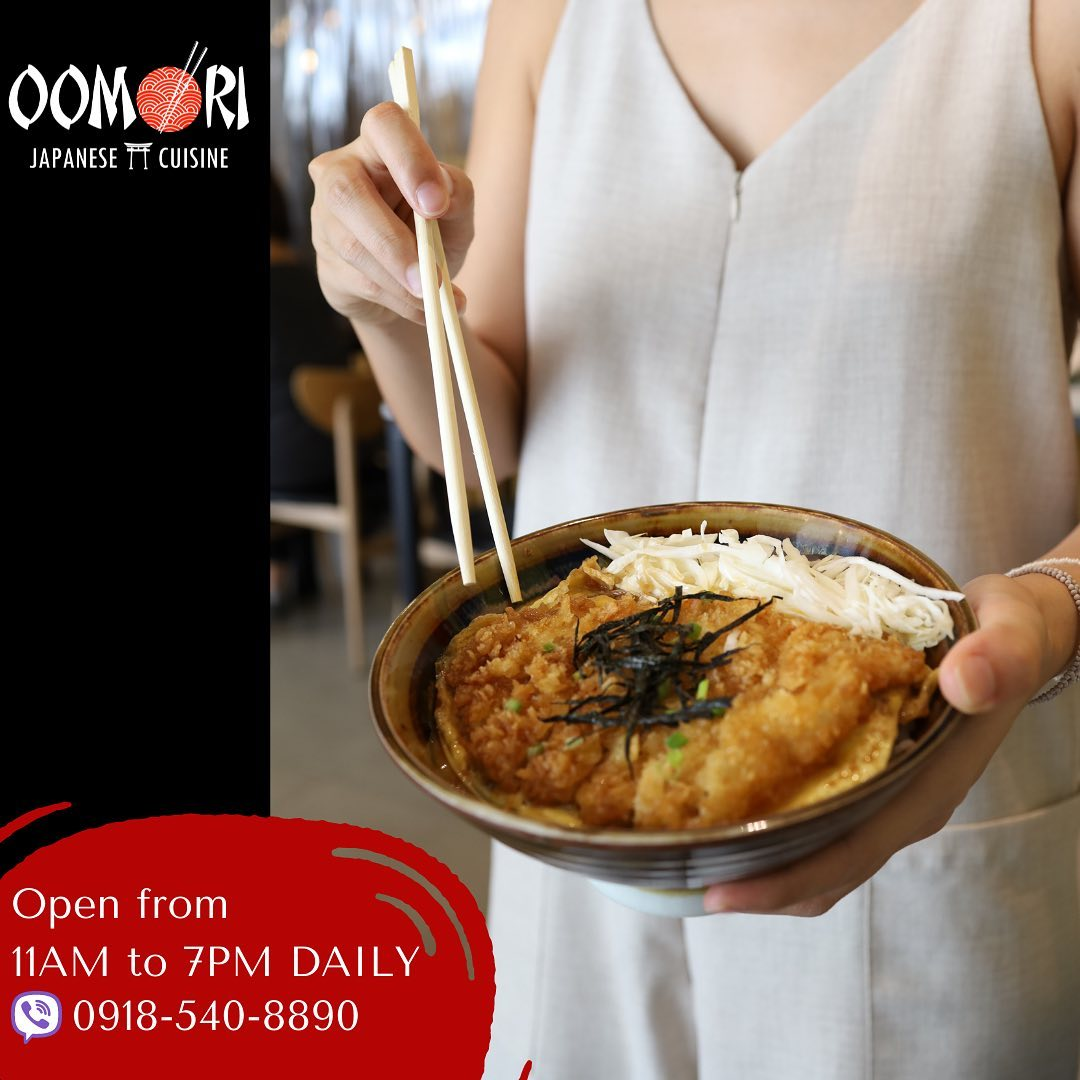 OOMORI
JAPANESE CUISINE
Open from
11AM to 7PM DAILY
0918-540-8890